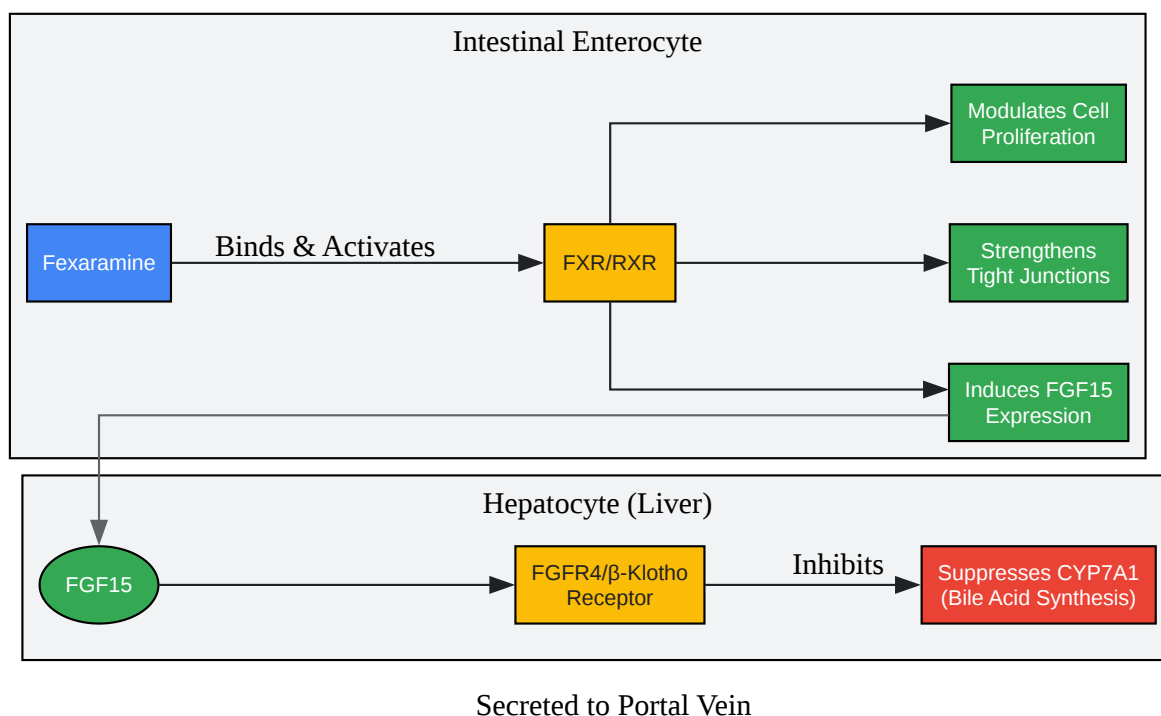 Intestinal Enterocyte
Modulates Cell
Proliferation
Fexaramine
Binds & Activates
FXR/RXR
Strengthens
Tight Junctions
Induces FGF15
Expression
Hepatocyte (Liver)
FGF15
FGFR4/β-Klotho
Receptor
Inhibits
Suppresses CYP7A1
(Bile Acid Synthesis)
Secreted to Portal Vein